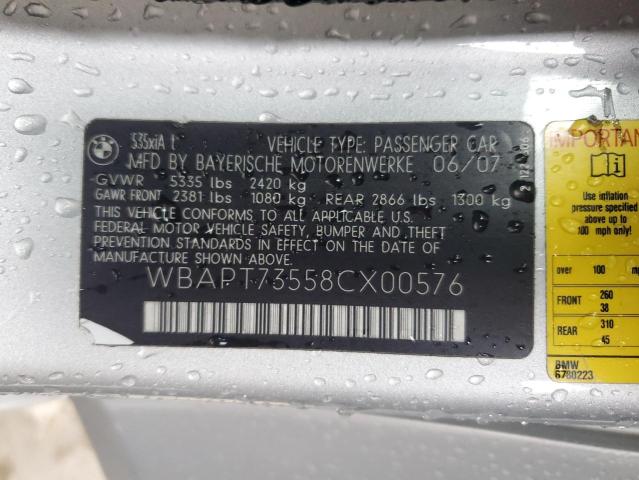 BMW
535xiA t VEHICLE TYPE: PASSENGER CAR
MFD BY BAYERISCHE MOTORENWERKE 06/07
GVWR 5335 lbs 2420 kg
GAWR FRONT 2381 lbs 1080 kg REAR 2866 lbs 1300 kg
THIS VEHICLE CONFORMS TO ALL APPLICABLE U.S.
FEDERAL MOTOR VEHICLE SAFETY, BUMPER AND ,THEFT
PREVENTION STANDARDS IN EFFECT ON THE DATE OF
MANUFACTURE SHOWN ABOVE
WBAPT73558CX00576
IMPORTAN
Use inflation
pressure specified
above up to
100 mph only!
over 100 mp
FRONT 260
38
REAR 310
45
BMW
6780223